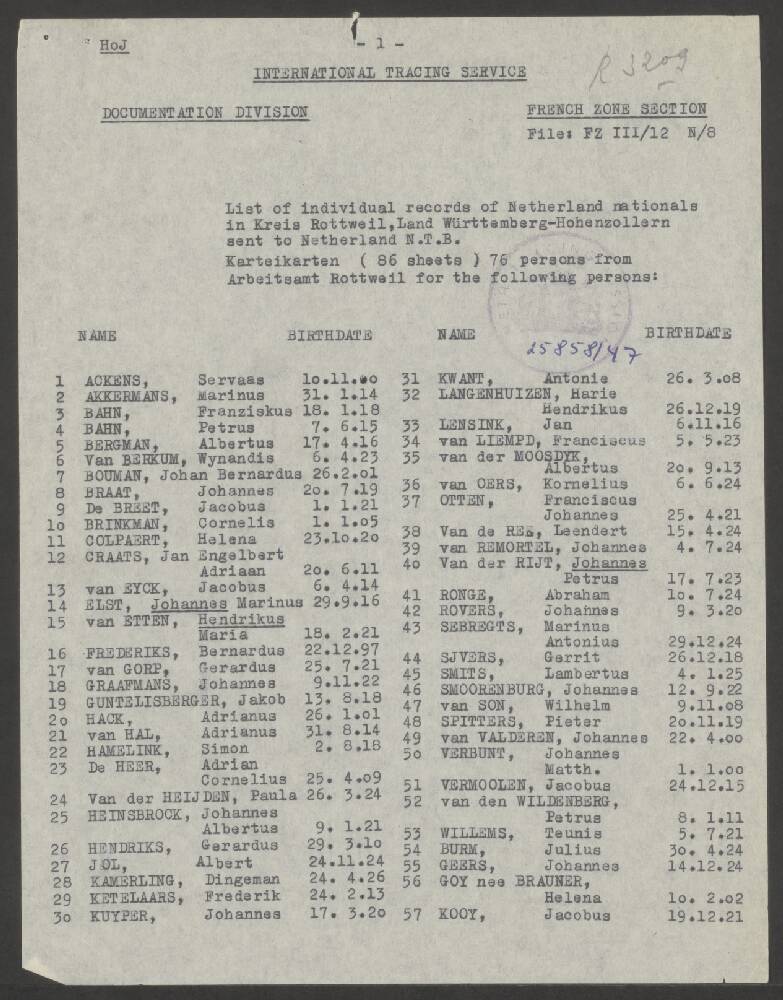 HoJ
- 1 -
INTERNATIONAL TRACING SERVICE
R 3209
DOCUMENTATION DIVISION
FRENCH ZONE SECTION
File: FZ III/12 N/8
List of individual records of Netherland nationals
in Kreis Rottweil,Land Württemberg-Hohenzollern
sent to Netherland N.T.B.
Karteikarten ( 86 sheets ) 76 persons from
Arbeitsamt Rottweil for the following persons:
NAME BIRTHDATE
1 ACKENS, Servaas 10.11.00
2 AKKERMANS, Marinus 31. 1.14
3 BAHN, Franziskus 18. 1.18
4 BAHN, Petrus 7. 6.15
5 BERGMAN, Albertus 17. 4.16
6 Van BERKUM, Wynandis 6. 4.23
7 BOUMAN, Johan Bernardus 26.2.01
8 BRAAT, Johannes 20. 7.19
9 De BREET, Jacobus 1. 1.21
10 BRINKMAN, Cornelis 1. 1.05
11 COLPAERT, Helena 23.10.20
12 CRAATS, Jan Engelbert
Adriaan 20. 6.11
13 van EYCK, Jacobus 6. 4.14
14 ELST, Johannes Marinus 29.9.16
15 van ETTEN, Hendrikus
Maria 18. 2.21
16 FREDERIKS, Bernardus 22.12.97
17 van GORP, Gerardus 25. 7.21
18 GRAAFMANS, Johannes 9.11.22
19 GUNTELISBERGER, Jakob 13. 8.18
20 HACK, Adrianus 26. 1.01
21 van HAL, Adrianus 31. 8.14
22 HAMELINK, Simon 2. 8.18
23 De HEER, Adrian
Cornelius 25. 4.09
24 Van der HEIJDEN, Paula 26. 3.24
25 HEINSBROCK, Johannes
Albertus 9. 1.21
26 HENDRIKS, Gerardus 29. 3.10
27 JOL, Albert 24.11.24
28 KAMERLING, Dingeman 24. 4.26
29 KETELAARS, Frederik 24. 2.13
30 KUYPER, Johannes 17. 3.20
NAME BIRTHDATE
25858/47
31 KWANT, Antonie 26. 3.08
32 LANGENHUIZEN, Harie
Hendrikus 26.12.19
33 LENSINK, Jan 6.11.16
34 van LIEMPD, Franciscus 5. 5.23
35 van der MOOSDYK,
Albertus 20. 9.13
36 van OERS, Kornelius 6. 6.24
37 OTTEN, Franciscus
Johannes 25. 4.21
38 Van de REE, Leendert 15. 4.24
39 van REMORTEL, Johannes 4. 7.24
40 Van der RIJT, Johannes
Petrus 17. 7.23
41 RONGE, Abraham 10. 7.24
42 ROVERS, Johannes 9. 3.20
43 SEBREGTS, Marinus
Antonius 29.12.24
44 SJVERS, Gerrit 26.12.18
45 SMITS, Lambertus 4. 1.25
46 SMOORENBURG, Johannes 12. 9.22
47 van SON, Wilhelm 9.11.08
48 SPITTERS, Pieter 20.11.19
49 van VALDEREN, Johannes 22. 4.00
50 VERBUNT, Johannes
Matth. 1. 1.00
51 VERMOOLEN, Jacobus 24.12.15
52 van den WILDENBERG,
Petrus 8. 1.11
53 WILLEMS, Teunis 5. 7.21
54 BURM, Julius 30. 4.24
55 GEERS, Johannes 14.12.24
56 GOY nee BRAUNER,
Helena 10. 2.02
57 KOOY, Jacobus 19.12.21